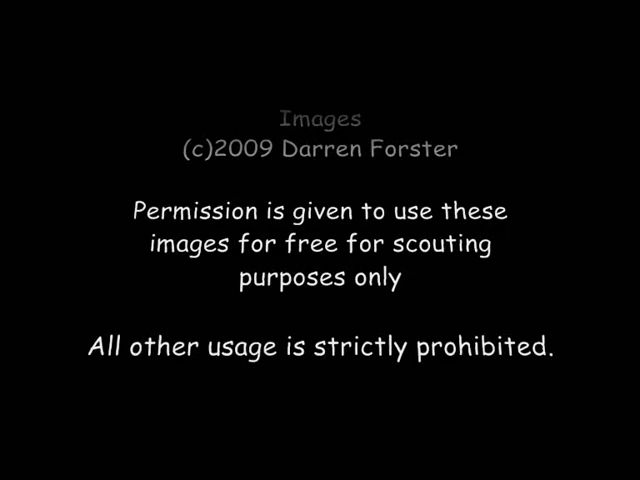 Images
(c)2009 Darren Forster
Permission is given to use these
images for free for scouting
purposes only
All other usage is strictly prohibited.